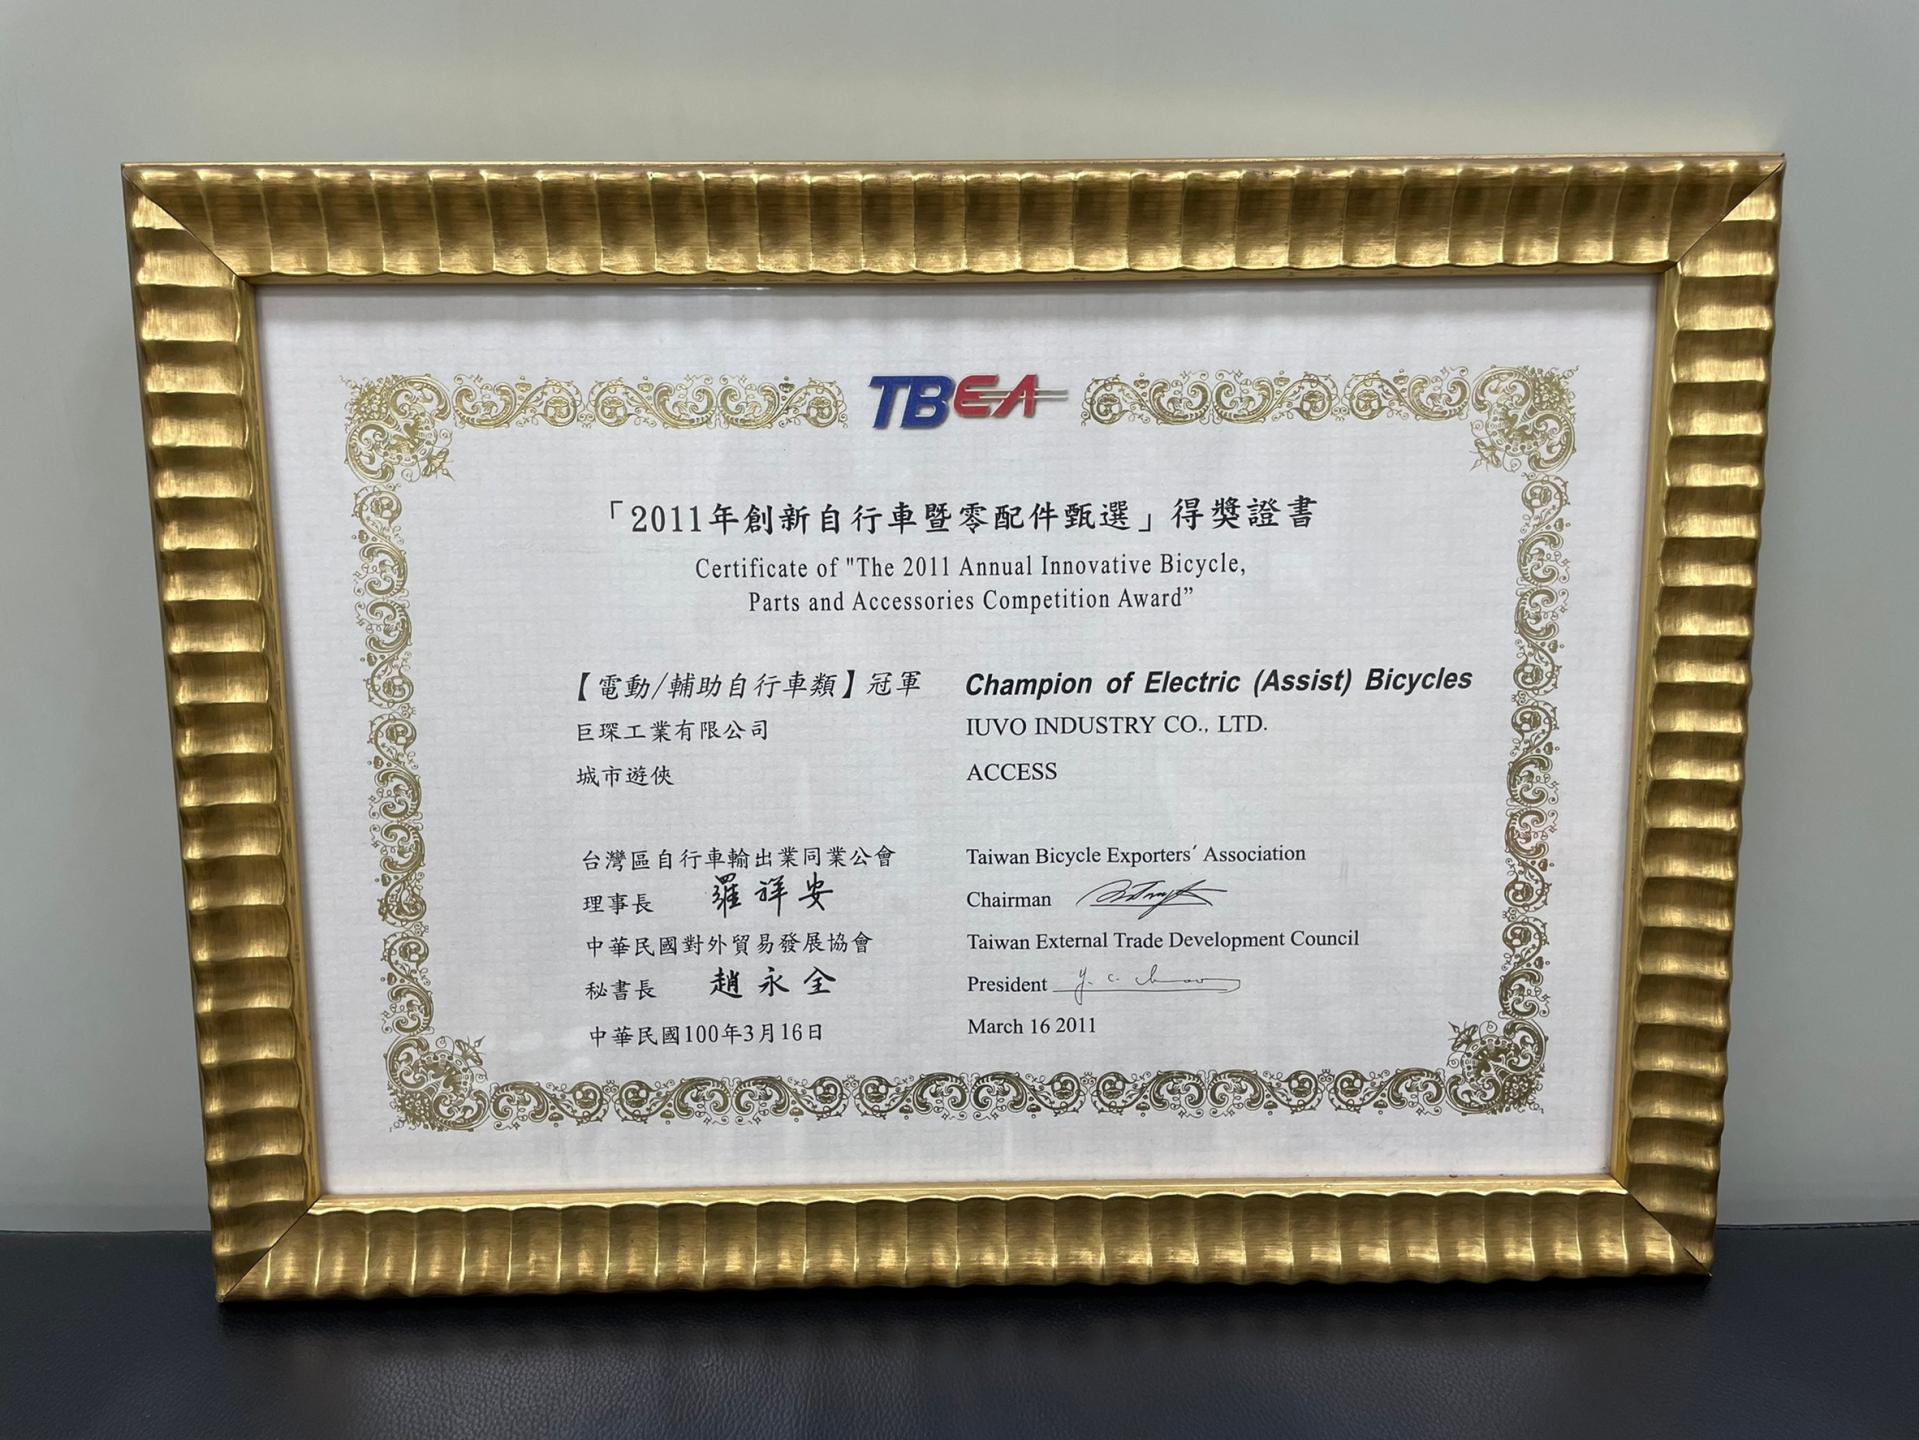 TBEA
「2011年創新自行車暨零配件甄選」得獎證書
Certificate of "The 2011 Annual Innovative Bicycle,
Parts and Accessories Competition Award”
【電動/輔助自行車類】冠軍 Champion of Electric (Assist) Bicycles
巨琛工業有限公司 IUVO INDUSTRY CO., LTD.
城市遊俠 ACCESS
台灣區自行車輸出業同業公會 Taiwan Bicycle Exporters´ Association
理事長 羅祥安 Chairman
中華民國對外貿易發展協會 Taiwan External Trade Development Council
秘書長 趙永全 President Y. C. Chao
中華民國100年3月16日 March 16 2011